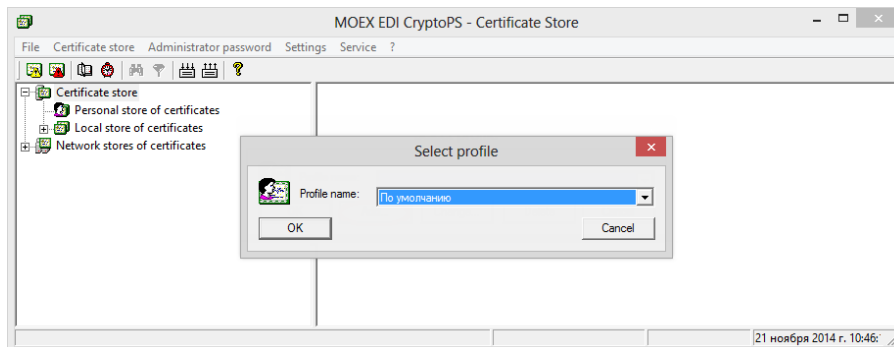 MOEX EDI CryptoPS - Certificate Store
File Certificate store Administrator password Settings Service ?
Certificate store
Personal store of certificates
Local store of certificates
Network stores of certificates
Select profile
Profile name: По умолчанию
OK Cancel
21 ноября 2014 г. 10:46: